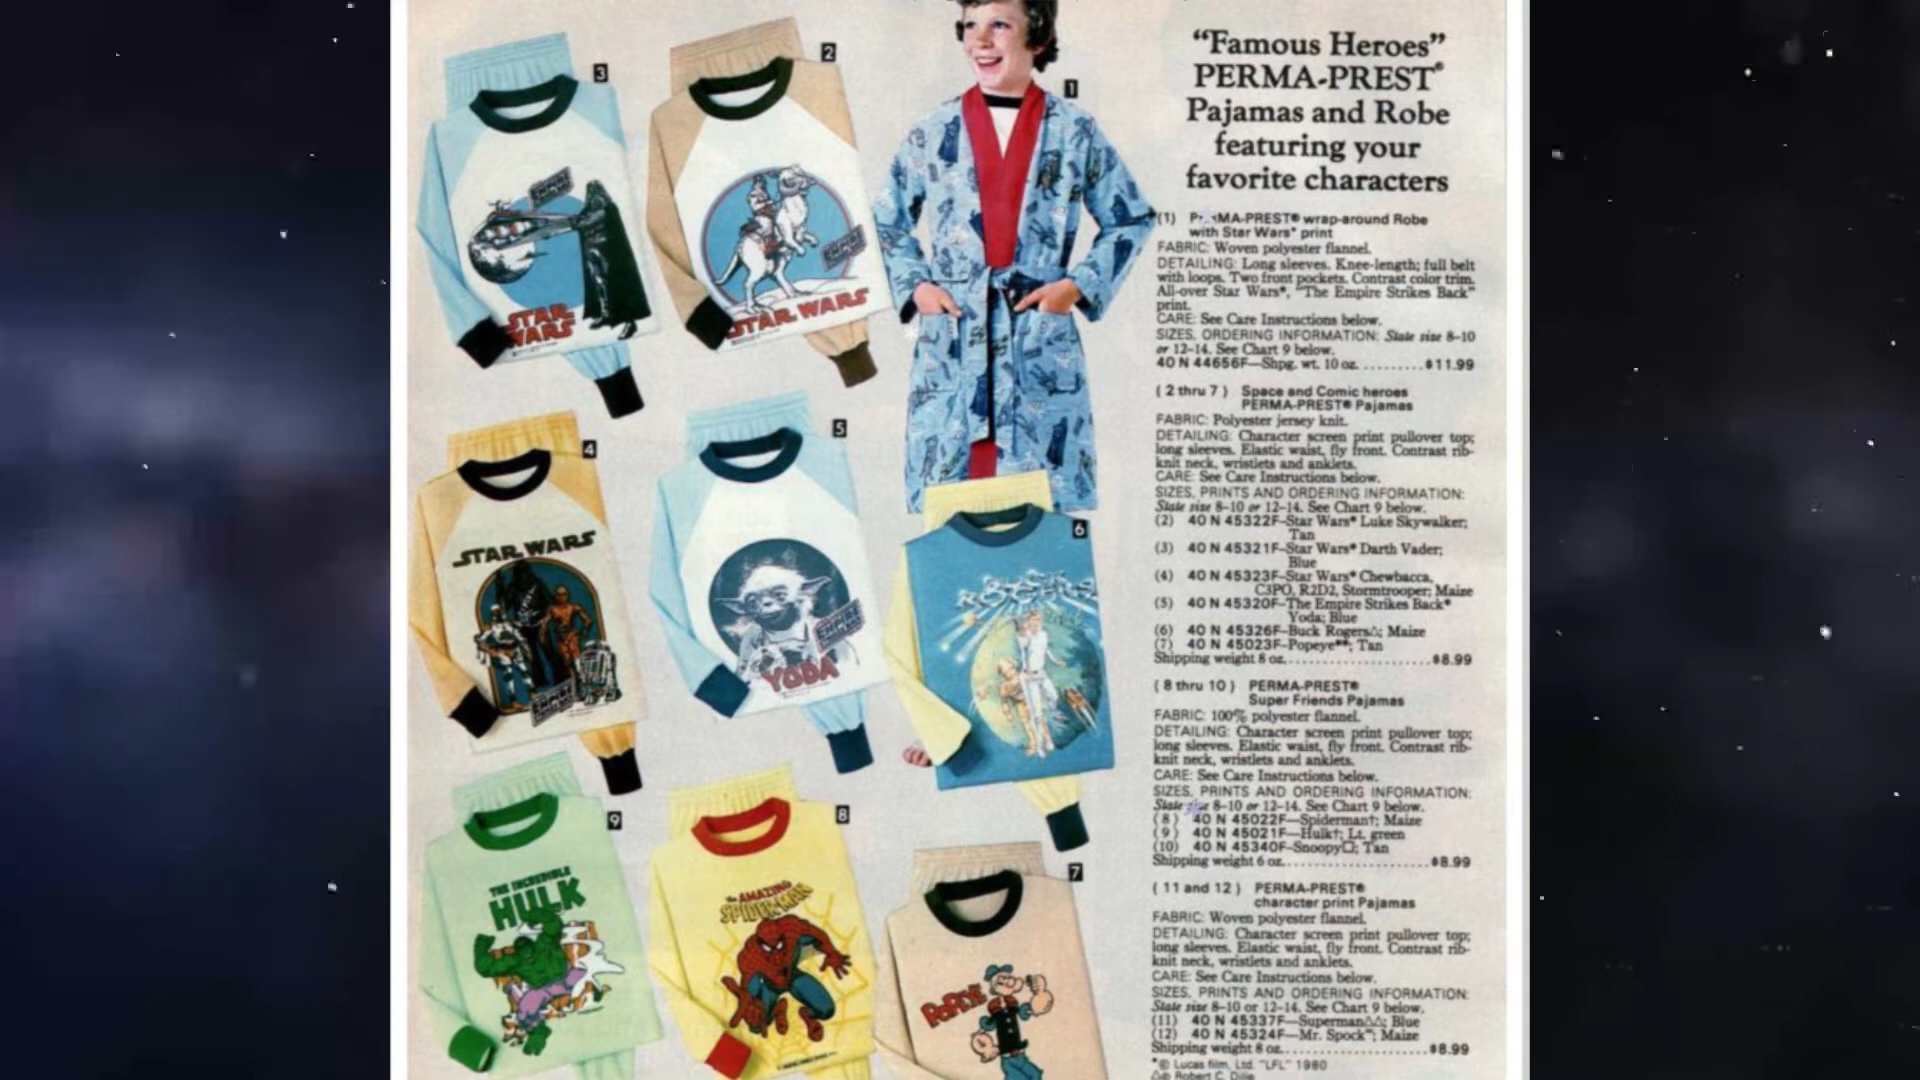 3
2
1
STAR WARS
STAR WARS
"Famous Heroes"
PERMA-PREST®
Pajamas and Robe
featuring your
favorite characters
(1) PERMA-PREST® wrap-around Robe
with Star Wars* print
FABRIC: Woven polyester flannel.
DETAILING: Long sleeves. Knee-length; full belt
with loops. Two front pockets. Contrast color trim.
All-over Star Wars*, "The Empire Strikes Back"
print.
CARE: See Care Instructions below.
SIZES, ORDERING INFORMATION: State size 8-10
or 12-14. See Chart 9 below.
40 N 44656F—Shpg. wt. 10 oz. .........$11.99
(2 thru 7) Space and Comic heroes
PERMA-PREST® Pajamas
FABRIC: Polyester jersey knit.
DETAILING: Character screen print pullover top;
long sleeves. Elastic waist, fly front. Contrast rib-
knit neck, wristlets and anklets.
CARE: See Care Instructions below.
SIZES, PRINTS AND ORDERING INFORMATION:
State size 8-10 or 12-14. See Chart 9 below.
(2) 40 N 45322F–Star Wars* Luke Skywalker;
Tan
(3) 40 N 45321F–Star Wars* Darth Vader;
Blue
(4) 40 N 45323F–Star Wars* Chewbacca,
C3PO, R2D2, Stormtrooper; Maize
(5) 40 N 45320F–The Empire Strikes Back*
Yoda; Blue
(6) 40 N 45326F–Buck Rogers△; Maize
(7) 40 N 45023F–Popeye**; Tan
Shipping weight 8 oz. ....................$8.99
(8 thru 10) PERMA-PREST®
Super Friends Pajamas
FABRIC: 100% polyester flannel.
DETAILING: Character screen print pullover top;
long sleeves. Elastic waist, fly front. Contrast rib-
knit neck, wristlets and anklets.
CARE: See Care Instructions below.
SIZES, PRINTS AND ORDERING INFORMATION:
State size 8-10 or 12-14. See Chart 9 below.
(8) 40 N 45022F—Spiderman†; Maize
(9) 40 N 45021F—Hulk†; Lt. green
(10) 40 N 45340F–Snoopy☐; Tan
Shipping weight 6 oz. ....................$8.99
(11 and 12) PERMA-PREST®
character print Pajamas
FABRIC: Woven polyester flannel.
DETAILING: Character screen print pullover top;
long sleeves. Elastic waist, fly front. Contrast rib-
knit neck, wristlets and anklets.
CARE: See Care Instructions below.
SIZES, PRINTS AND ORDERING INFORMATION:
State size 8-10 or 12-14. See Chart 9 below.
(11) 40 N 45337F—Superman△△; Blue
(12) 40 N 45324F—Mr. Spock™; Maize
Shipping weight 8 oz. ....................$8.99
*© Lucas film, Ltd. "LFL" 1980
△© Robert C. Dille
4
5
6
STAR WARS
YODA
ROGERS
9
8
7
THE INCREDIBLE
HULK
The AMAZING
SPIDER-MAN
POPEYE